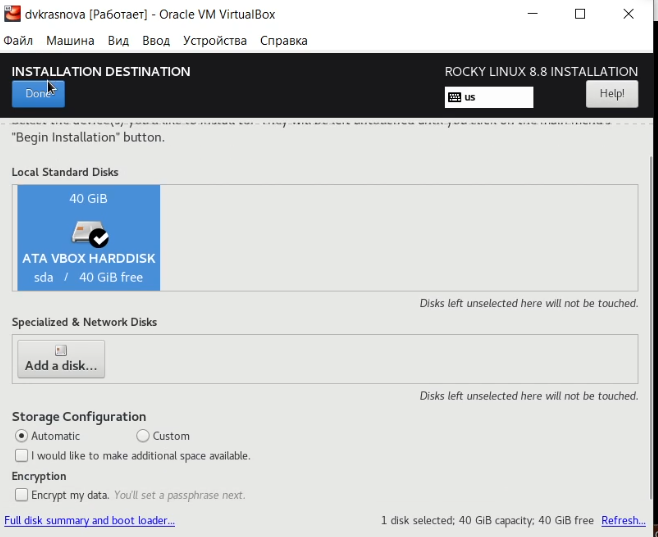 dvkrasnova [Работает] - Oracle VM VirtualBox
Файл Машина Вид Ввод Устройства Справка
INSTALLATION DESTINATION
ROCKY LINUX 8.8 INSTALLATION
Done
us
Help!
"Begin Installation" button.
Local Standard Disks
40 GiB
ATA VBOX HARDDISK
sda / 40 GiB free
Disks left unselected here will not be touched.
Specialized & Network Disks
Add a disk...
Disks left unselected here will not be touched.
Storage Configuration
Automatic Custom
I would like to make additional space available.
Encryption
Encrypt my data. You'll set a passphrase next.
Full disk summary and boot loader...
1 disk selected; 40 GiB capacity; 40 GiB free Refresh...